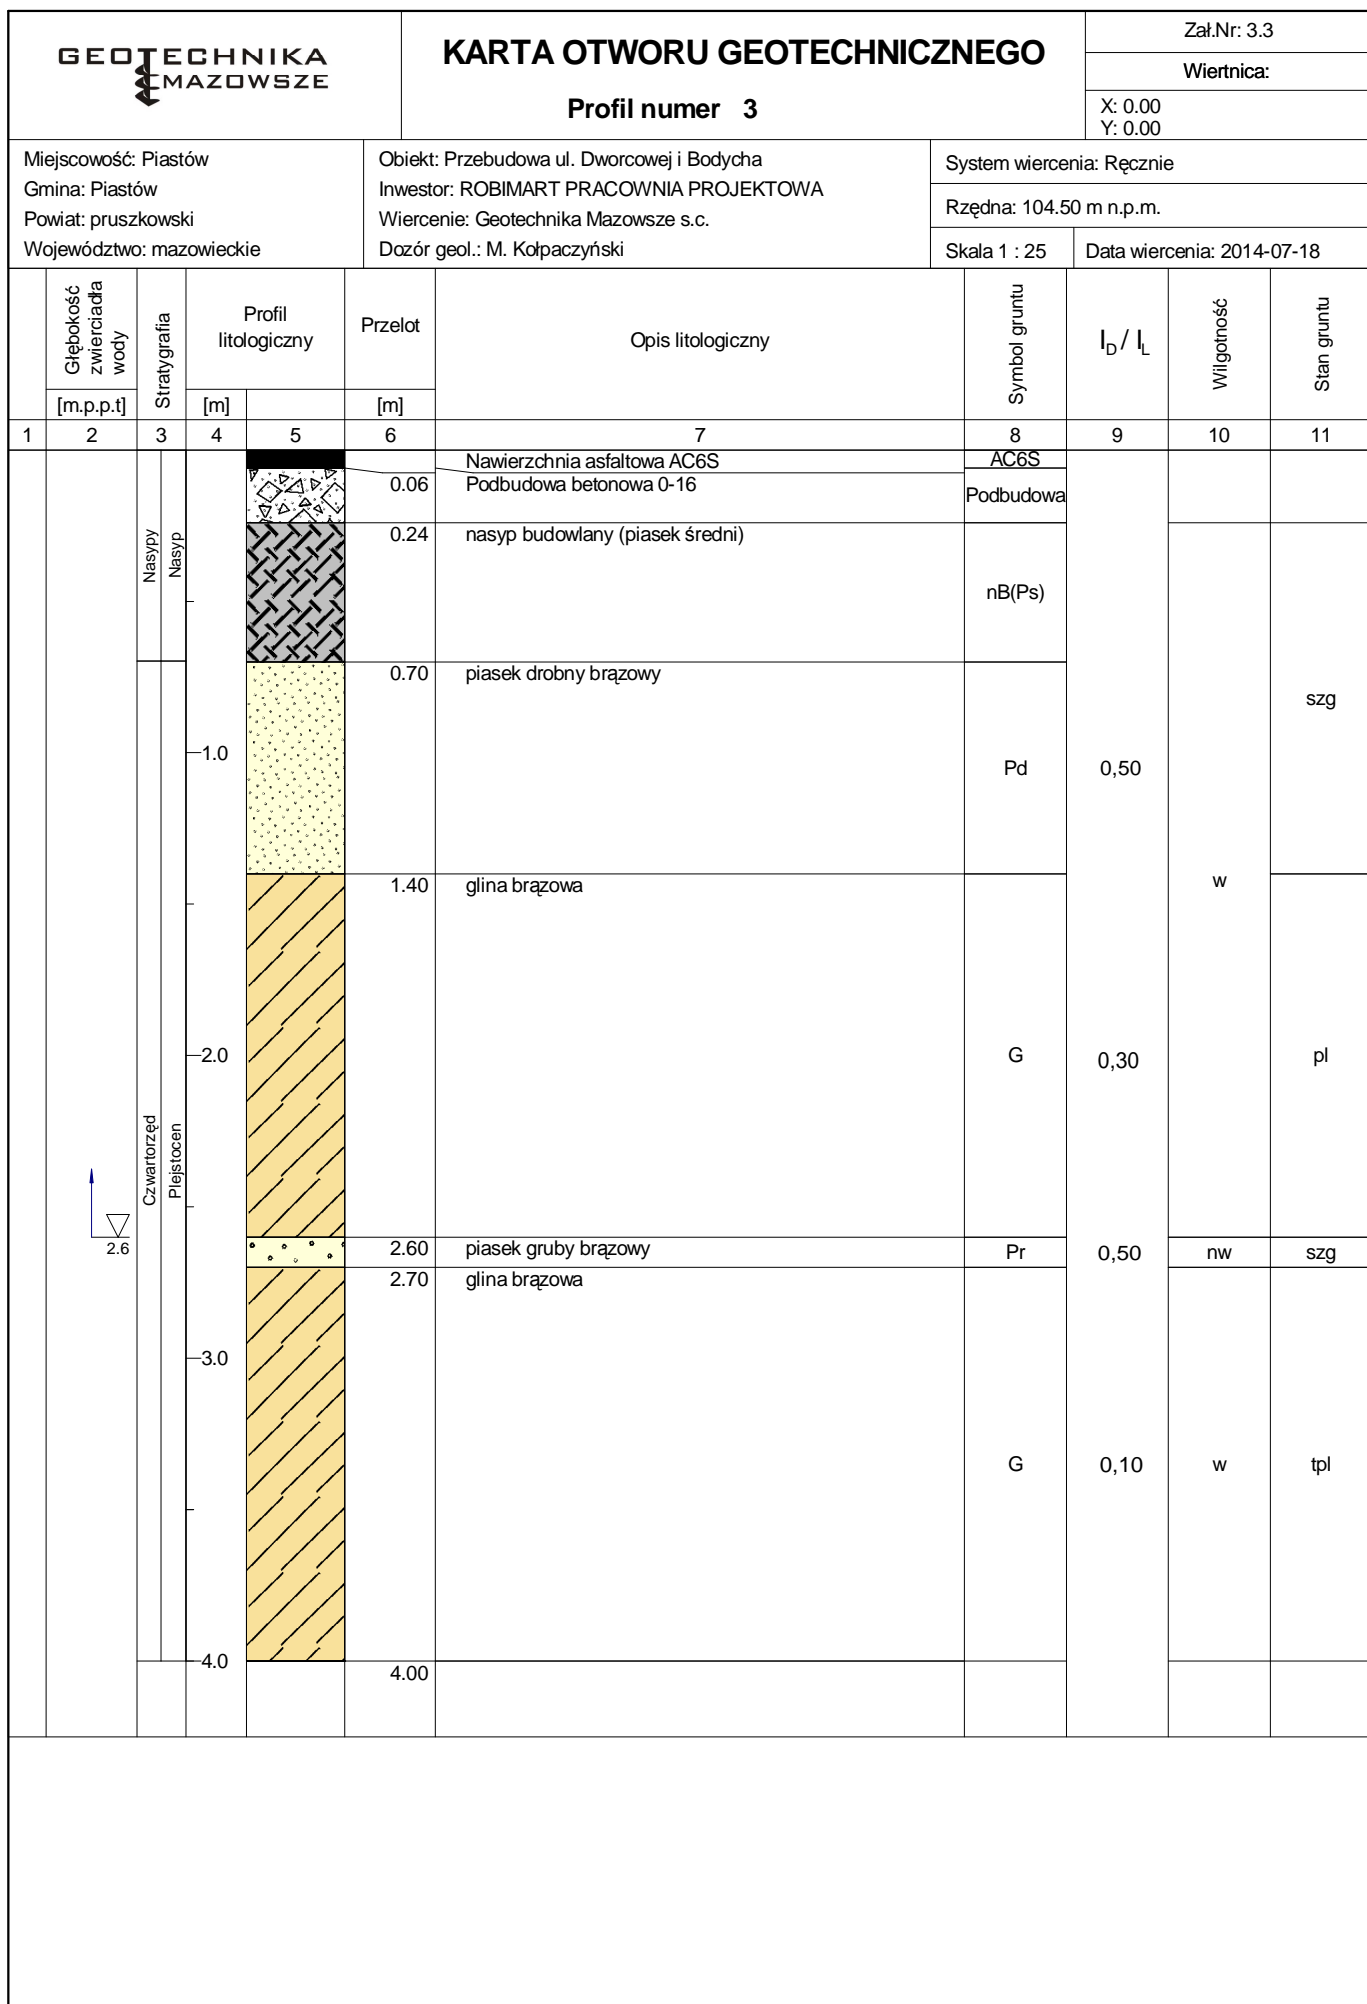 GEOTECHNIKA
MAZOWSZE
KARTA OTWORU GEOTECHNICZNEGO
Profil numer 3
Zał.Nr: 3.3
Wiertnica:
X: 0.00
Y: 0.00
Miejscowość: Piastów
Gmina: Piastów
Powiat: pruszkowski
Województwo: mazowieckie
Obiekt: Przebudowa ul. Dworcowej i Bodycha
Inwestor: ROBIMART PRACOWNIA PROJEKTOWA
Wiercenie: Geotechnika Mazowsze s.c.
Dozór geol.: M. Kołpaczyński
System wiercenia: Ręcznie
Rzędna: 104.50 m n.p.m.
Skala 1 : 25
Data wiercenia: 2014-07-18
Głębokość
zwierciadła
wody
[m.p.p.t]
Stratygrafia
Profil
litologiczny
[m]
Przelot
[m]
Opis litologiczny
Symbol gruntu
ID / IL
Wilgotność
Stan gruntu
1 2 3 4 5 6 7 8 9 10 11
Nawierzchnia asfaltowa AC6S
AC6S
0.06 Podbudowa betonowa 0-16
Podbudowa
0.24 nasyp budowlany (piasek średni)
Nasypy
Nasyp
nB(Ps)
0.70 piasek drobny brązowy
szg
1.0
Pd
0,50
1.40 glina brązowa
w
2.0
G
0,30
pl
Czwartorzęd
Plejstocen
2.6
2.60 piasek gruby brązowy
Pr
0,50
nw
szg
2.70 glina brązowa
3.0
G
0,10
w
tpl
4.0
4.00